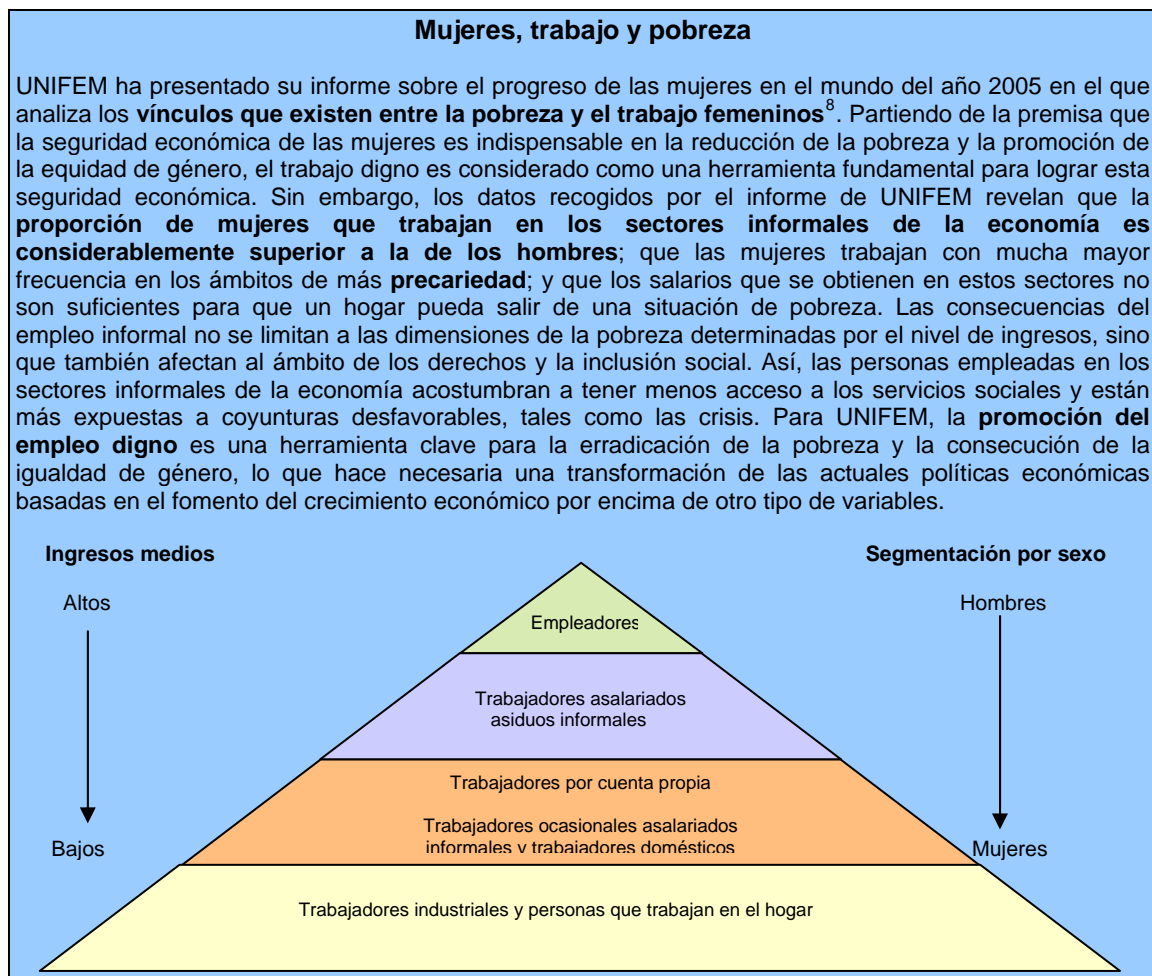 Mujeres, trabajo y pobreza
UNIFEM ha presentado su informe sobre el progreso de las mujeres en el mundo del año 2005 en el que
analiza los vínculos que existen entre la pobreza y el trabajo femeninos8. Partiendo de la premisa que
la seguridad económica de las mujeres es indispensable en la reducción de la pobreza y la promoción de
la equidad de género, el trabajo digno es considerado como una herramienta fundamental para lograr esta
seguridad económica. Sin embargo, los datos recogidos por el informe de UNIFEM revelan que la
proporción de mujeres que trabajan en los sectores informales de la economía es
considerablemente superior a la de los hombres; que las mujeres trabajan con mucha mayor
frecuencia en los ámbitos de más precariedad; y que los salarios que se obtienen en estos sectores no
son suficientes para que un hogar pueda salir de una situación de pobreza. Las consecuencias del
empleo informal no se limitan a las dimensiones de la pobreza determinadas por el nivel de ingresos, sino
que también afectan al ámbito de los derechos y la inclusión social. Así, las personas empleadas en los
sectores informales de la economía acostumbran a tener menos acceso a los servicios sociales y están
más expuestas a coyunturas desfavorables, tales como las crisis. Para UNIFEM, la promoción del
empleo digno es una herramienta clave para la erradicación de la pobreza y la consecución de la
igualdad de género, lo que hace necesaria una transformación de las actuales políticas económicas
basadas en el fomento del crecimiento económico por encima de otro tipo de variables.
Ingresos medios
Segmentación por sexo
Altos
Hombres
Empleadores
Trabajadores asalariados
asiduos informales
Trabajadores por cuenta propia
Trabajadores ocasionales asalariados
informales y trabajadores domésticos
Bajos
Mujeres
Trabajadores industriales y personas que trabajan en el hogar